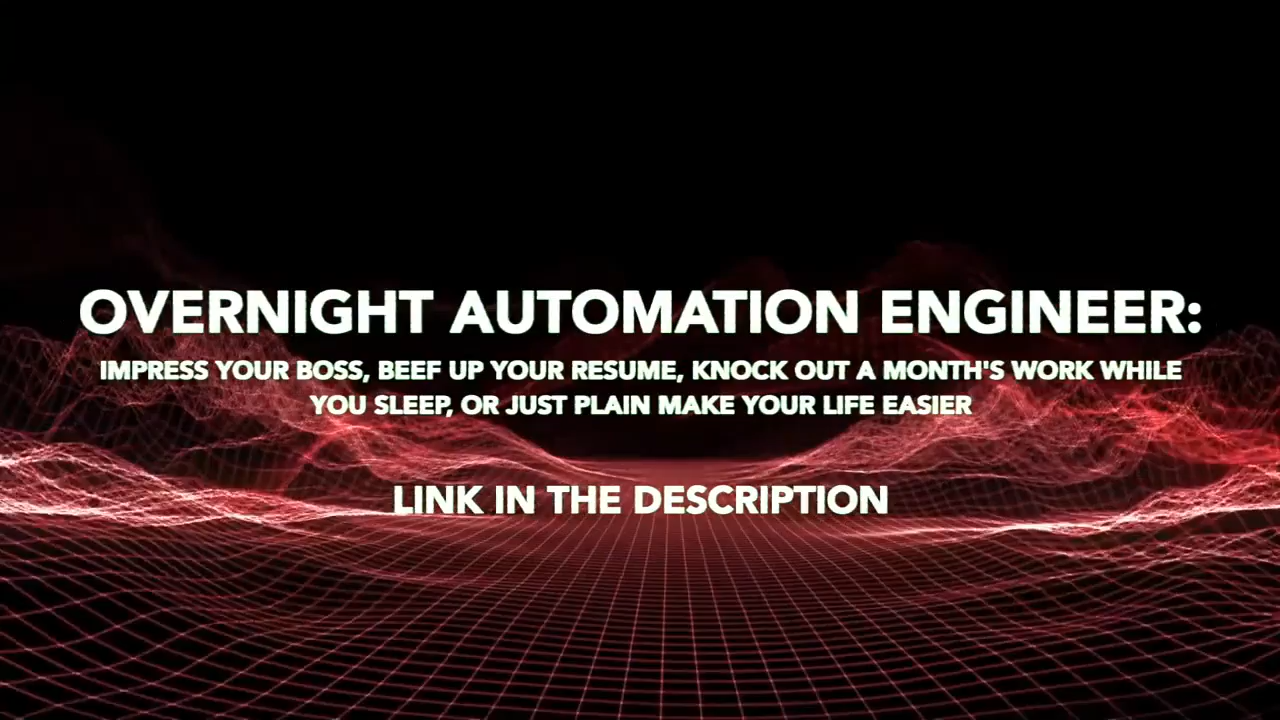 OVERNIGHT AUTOMATION ENGINEER:
IMPRESS YOUR BOSS, BEEF UP YOUR RESUME, KNOCK OUT A MONTH'S WORK WHILE
YOU SLEEP, OR JUST PLAIN MAKE YOUR LIFE EASIER
LINK IN THE DESCRIPTION